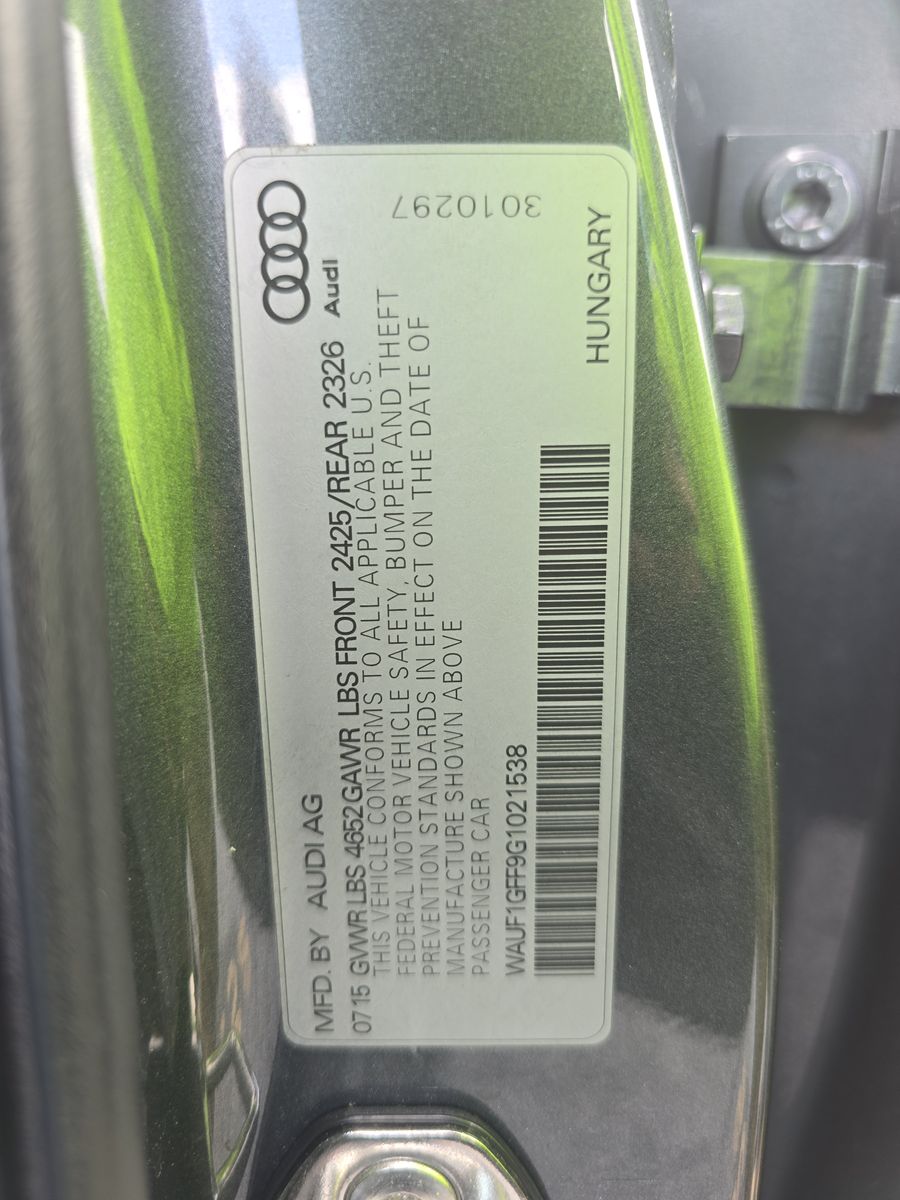 MFD. BY AUDI AG
Audi
0715 GVWR LBS 4652 GAWR LBS FRONT 2425/REAR 2326
THIS VEHICLE CONFORMS TO ALL APPLICABLE U.S.
FEDERAL MOTOR VEHICLE SAFETY, BUMPER AND THEFT
PREVENTION STANDARDS IN EFFECT ON THE DATE OF
MANUFACTURE SHOWN ABOVE
PASSENGER CAR
WAUF1GFF9G1021538
HUNGARY
3010297